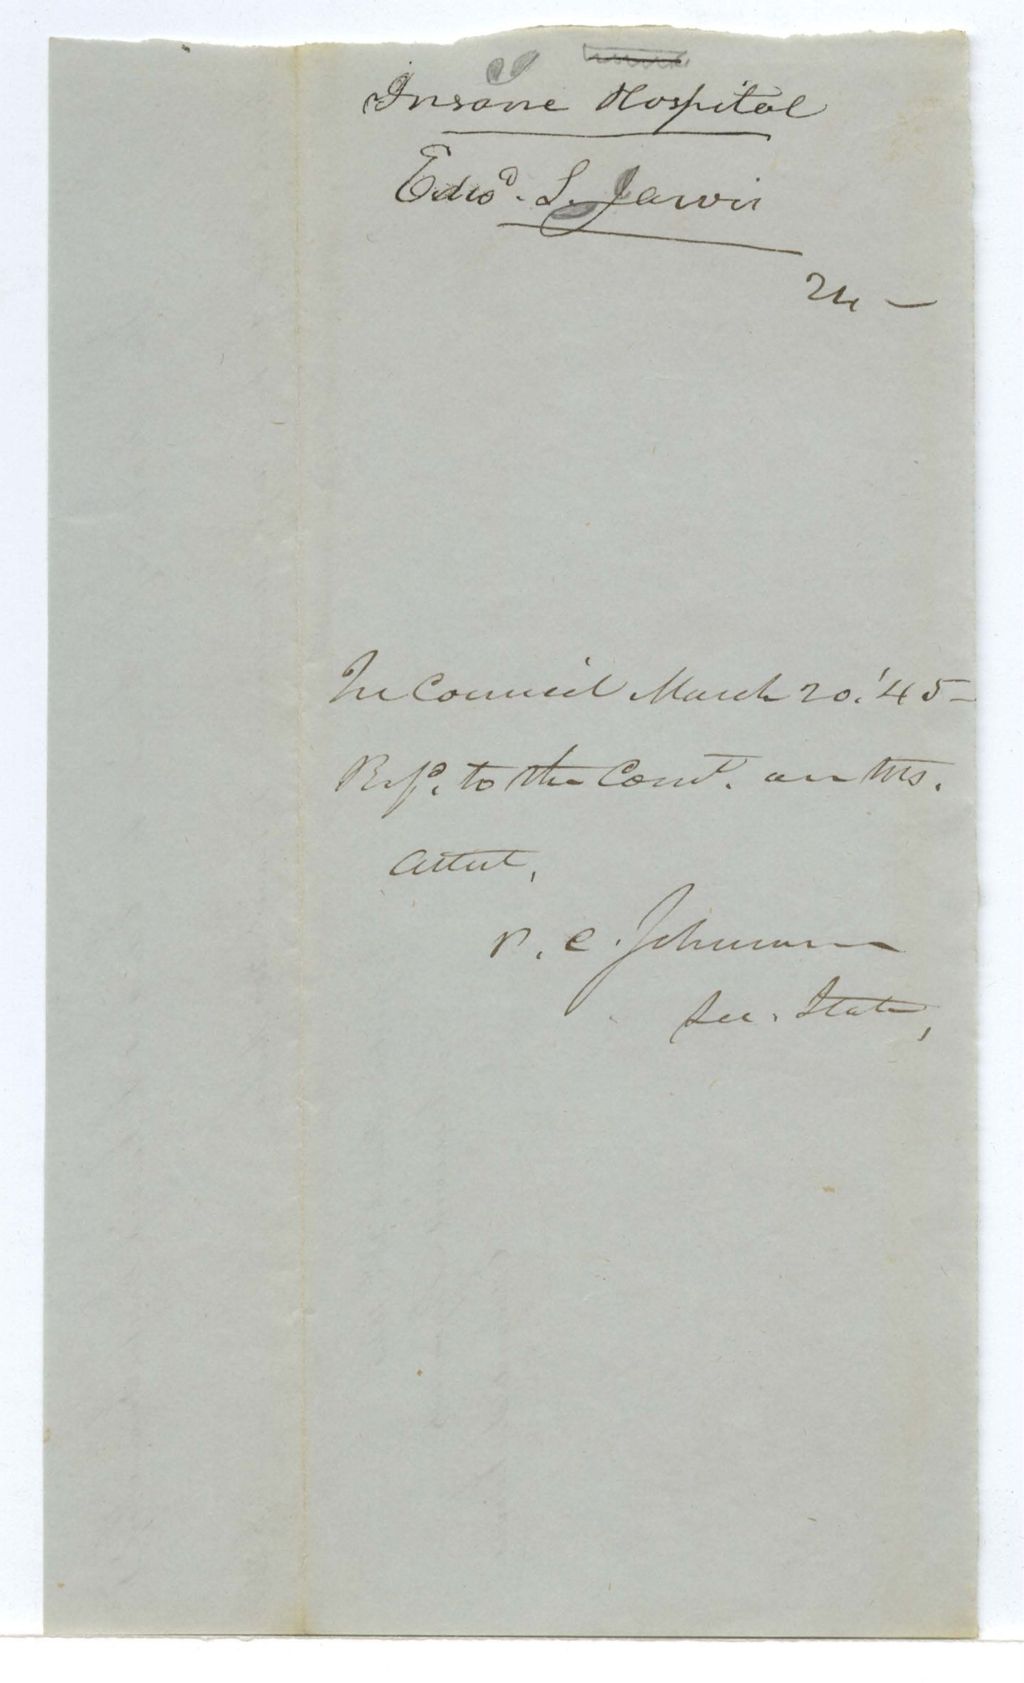 Insane Hospital
Edwd. S. Jarvis
24 –
In Council March 20. '45 –
Refd. to the Comt. on Wts.
Attest,
P. C. Johnson
Sec. State,